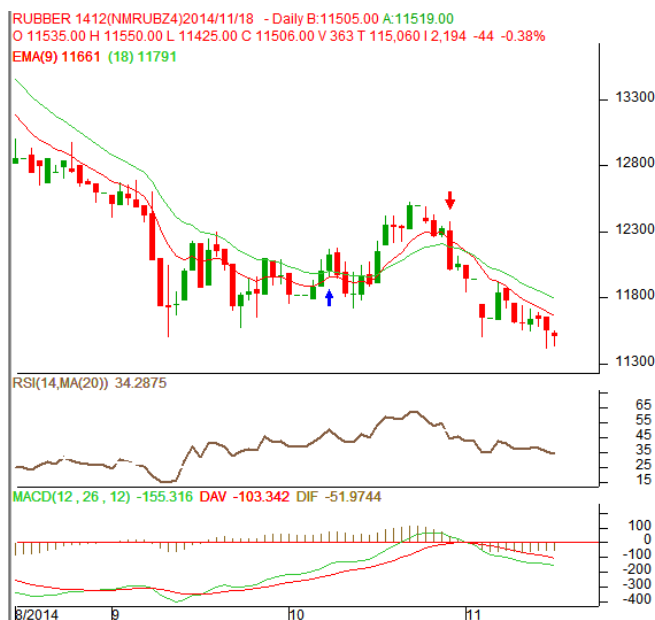 RUBBER 1412(NMRUBZ4)2014/11/18 - Daily B:11505.00 A:11519.00
O 11535.00 H 11550.00 L 11425.00 C 11506.00 V 363 T 115,060 I 2,194 -44 -0.38%
EMA(9) 11661 (18) 11791
13300
12800
12300
11800
11300
RSI(14,MA(20)) 34.2875
65
55
45
35
25
15
MACD(12 , 26 , 12) -155.316 DAV -103.342 DIF -51.9744
100
0
-100
-200
-300
-400
8/2014 9 10 11